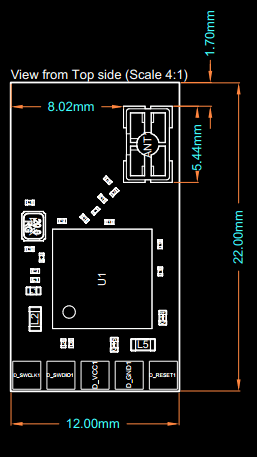 1.70mm
View from Top side (Scale 4:1)
8.02mm
ANT
5.44mm
22.00mm
U1
L2
L5
D_SWCLK1
D_SWDIO1
D_VCC1
D_GND1
D_RESET1
12.00mm